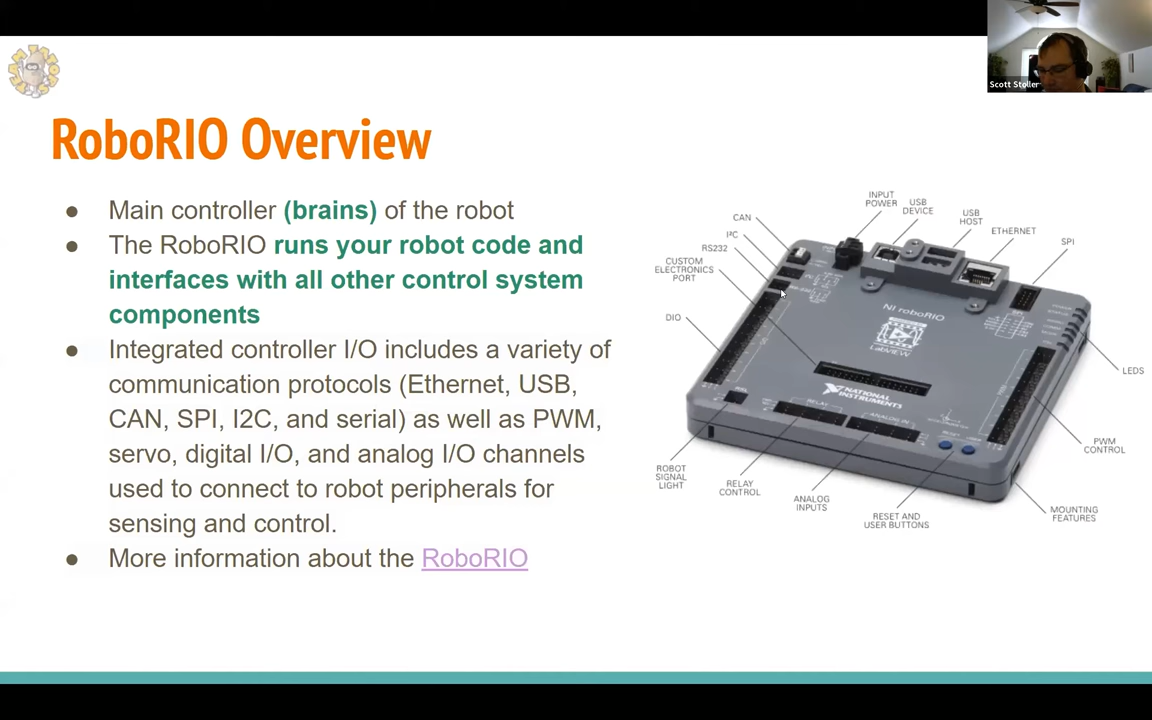 Scott Stoller
RoboRIO Overview
● Main controller (brains) of the robot
● The RoboRIO runs your robot code and
interfaces with all other control system
components
● Integrated controller I/O includes a variety of
communication protocols (Ethernet, USB,
CAN, SPI, I2C, and serial) as well as PWM,
servo, digital I/O, and analog I/O channels
used to connect to robot peripherals for
sensing and control.
● More information about the RoboRIO
INPUT
POWER
USB
DEVICE
USB
HOST
ETHERNET
SPI
CAN
I²C
RS232
CUSTOM
ELECTRONICS
PORT
DIO
LEDS
NI roboRIO
LabVIEW
NATIONAL
INSTRUMENTS
RELAY
ANALOG IN
RESET
PWM
CONTROL
ROBOT
SIGNAL
LIGHT
RELAY
CONTROL
ANALOG
INPUTS
RESET AND
USER BUTTONS
MOUNTING
FEATURES